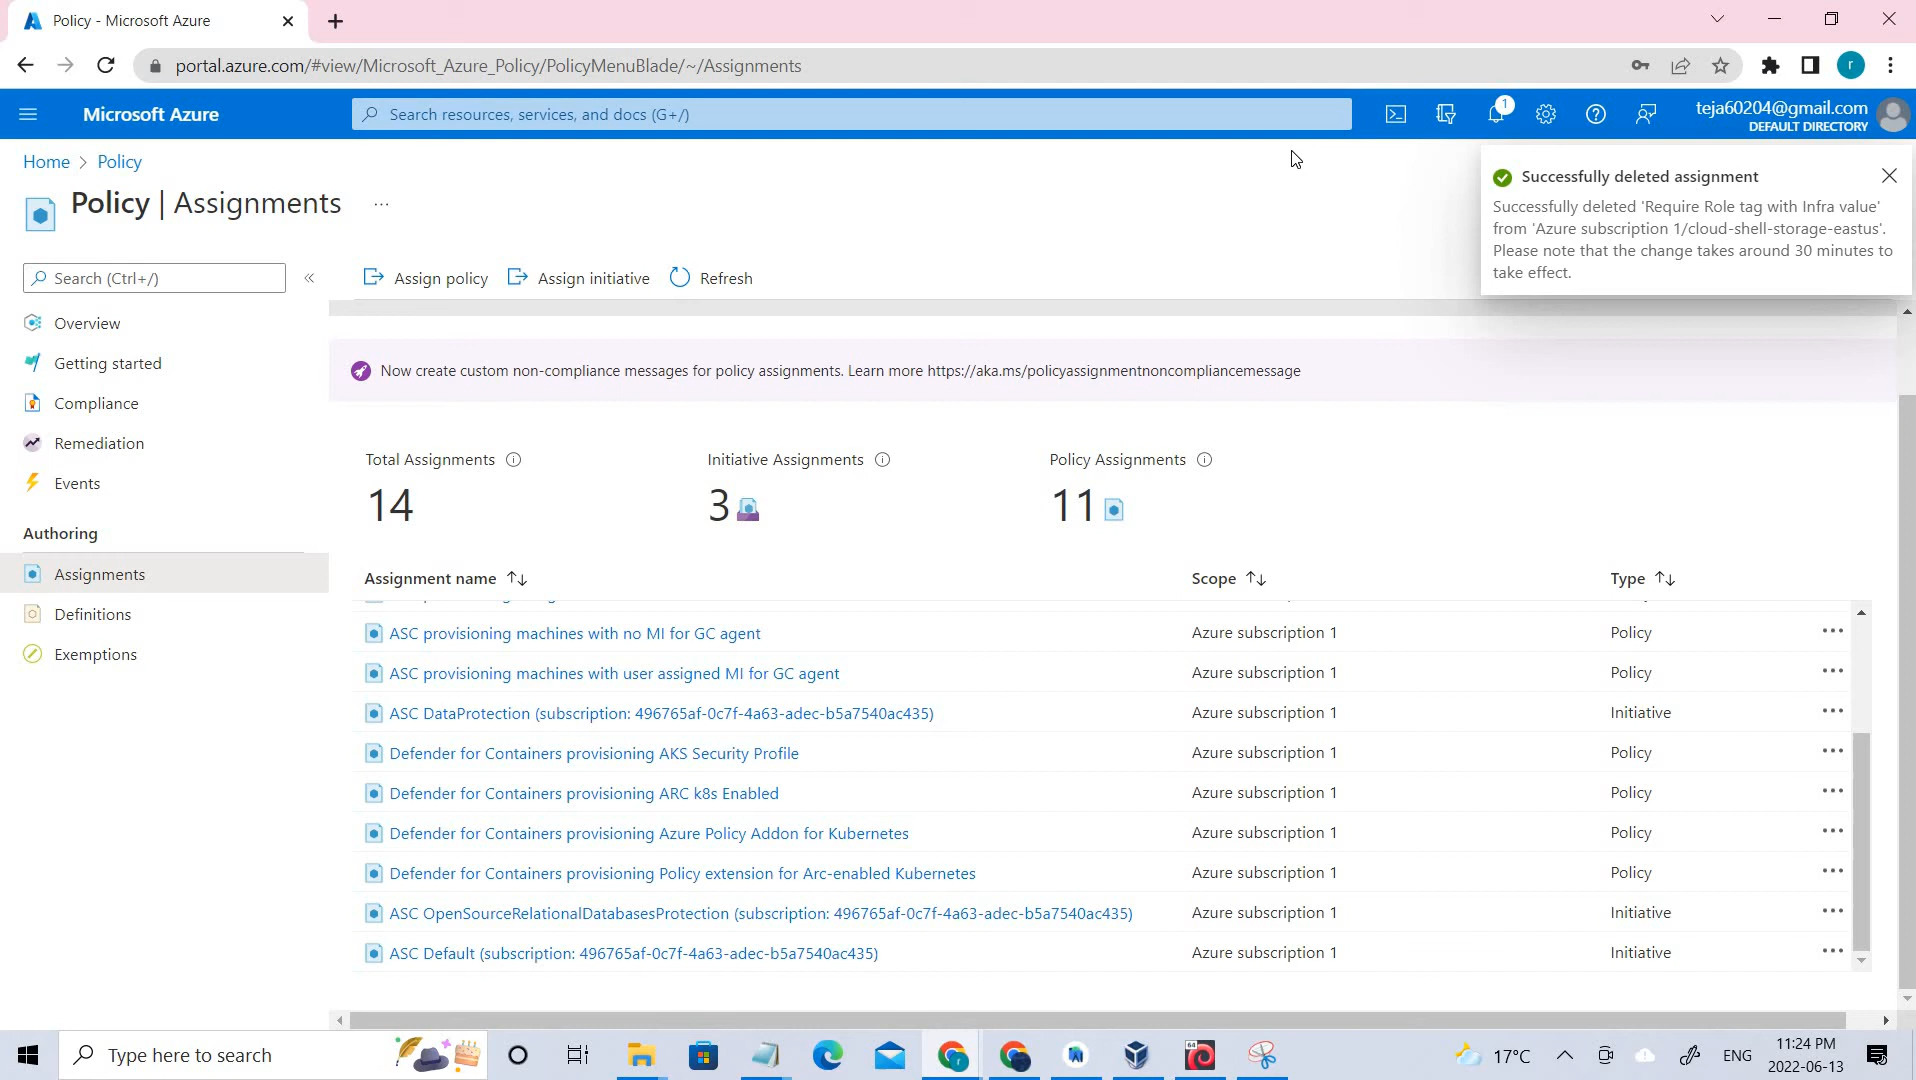 Policy - Microsoft Azure
portal.azure.com/#view/Microsoft_Azure_Policy/PolicyMenuBlade/~/Assignments
r
Microsoft Azure
Search resources, services, and docs (G+/)
1
teja60204@gmail.com
DEFAULT DIRECTORY
Home > Policy
Policy | Assignments
...
Successfully deleted assignment
Successfully deleted 'Require Role tag with Infra value'
from 'Azure subscription 1/cloud-shell-storage-eastus'.
Please note that the change takes around 30 minutes to
take effect.
Search (Ctrl+/)
«
Assign policy
Assign initiative
Refresh
Overview
Getting started
Compliance
Remediation
Events
Authoring
Assignments
Definitions
Exemptions
Now create custom non-compliance messages for policy assignments. Learn more https://aka.ms/policyassignmentnoncompliancemessage
Total Assignments
14
Initiative Assignments
3
Policy Assignments
11
Assignment name Scope Type
ASC provisioning machines with no MI for GC agent Azure subscription 1 Policy
ASC provisioning machines with user assigned MI for GC agent Azure subscription 1 Policy
ASC DataProtection (subscription: 496765af-0c7f-4a63-adec-b5a7540ac435) Azure subscription 1 Initiative
Defender for Containers provisioning AKS Security Profile Azure subscription 1 Policy
Defender for Containers provisioning ARC k8s Enabled Azure subscription 1 Policy
Defender for Containers provisioning Azure Policy Addon for Kubernetes Azure subscription 1 Policy
Defender for Containers provisioning Policy extension for Arc-enabled Kubernetes Azure subscription 1 Policy
ASC OpenSourceRelationalDatabasesProtection (subscription: 496765af-0c7f-4a63-adec-b5a7540ac435) Azure subscription 1 Initiative
ASC Default (subscription: 496765af-0c7f-4a63-adec-b5a7540ac435) Azure subscription 1 Initiative
Type here to search
17°C
ENG
11:24 PM
2022-06-13